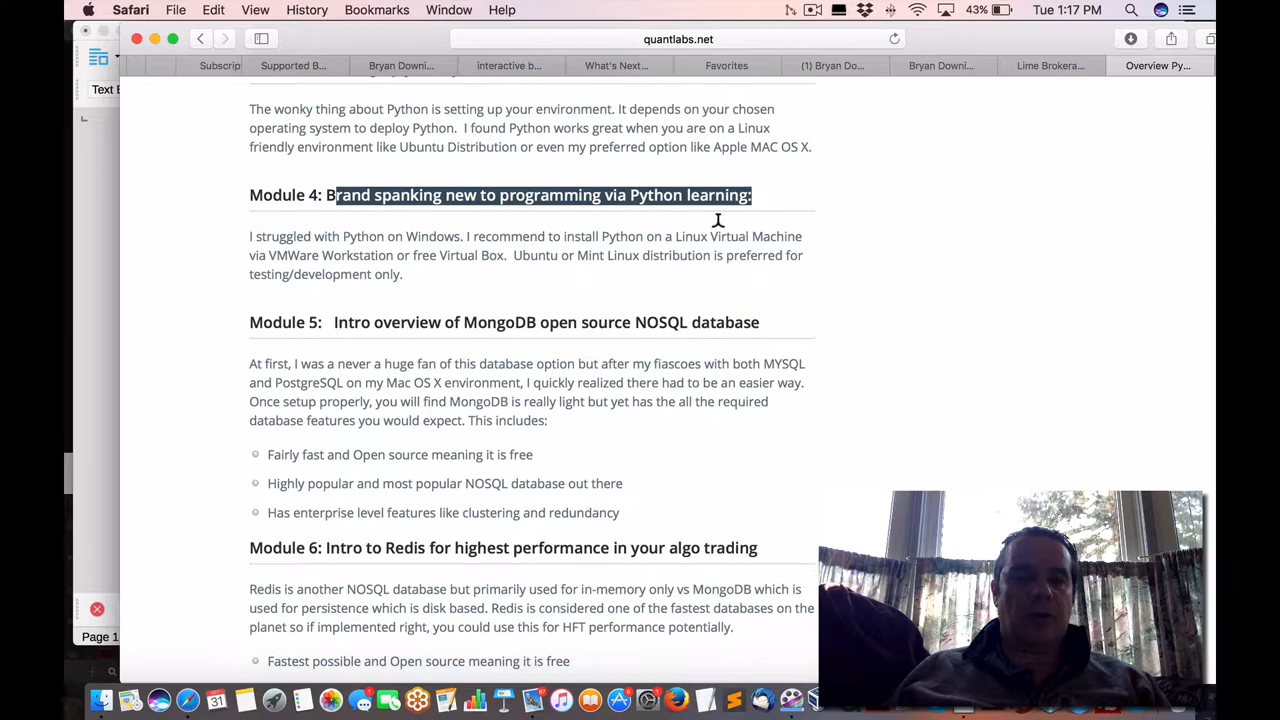 Safari File Edit View History Bookmarks Window Help 43% Tue 1:17 PM
quantlabs.net
Subscrip Supported B... Bryan Downi... interactive b... What's Next... Favorites (1) Bryan Do... Bryan Downi... Lime Brokera... Overview Py...
Text B
The wonky thing about Python is setting up your environment. It depends on your chosen
operating system to deploy Python. I found Python works great when you are on a Linux
friendly environment like Ubuntu Distribution or even my preferred option like Apple MAC OS X.
Module 4: Brand spanking new to programming via Python learning:
I struggled with Python on Windows. I recommend to install Python on a Linux Virtual Machine
via VMWare Workstation or free Virtual Box. Ubuntu or Mint Linux distribution is preferred for
testing/development only.
Module 5: Intro overview of MongoDB open source NOSQL database
At first, I was a never a huge fan of this database option but after my fiascoes with both MYSQL
and PostgreSQL on my Mac OS X environment, I quickly realized there had to be an easier way.
Once setup properly, you will find MongoDB is really light but yet has the all the required
database features you would expect. This includes:
Fairly fast and Open source meaning it is free
Highly popular and most popular NOSQL database out there
Has enterprise level features like clustering and redundancy
Module 6: Intro to Redis for highest performance in your algo trading
Redis is another NOSQL database but primarily used for in-memory only vs MongoDB which is
used for persistence which is disk based. Redis is considered one of the fastest databases on the
planet so if implemented right, you could use this for HFT performance potentially.
Page 1
Fastest possible and Open source meaning it is free
OCT
31